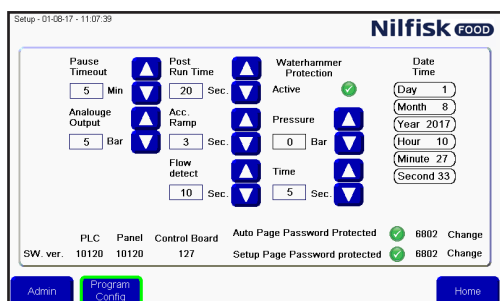 Setup - 01-08-17 - 11:07:39
Nilfisk FOOD
Pause Timeout
5 Min
Post Run Time
20 Sec.
Waterhammer Protection
Active
Date Time
Day 1
Month 8
Year 2017
Hour 10
Minute 27
Second 33
Analouge Output
5 Bar
Acc. Ramp
3 Sec.
Pressure
0 Bar
Flow detect
10 Sec.
Time
5 Sec.
PLC Panel Control Board
SW. ver. 10120 10120 127
Auto Page Password Protected 6802 Change
Setup Page Password protected 6802 Change
Admin
Program Config
Home